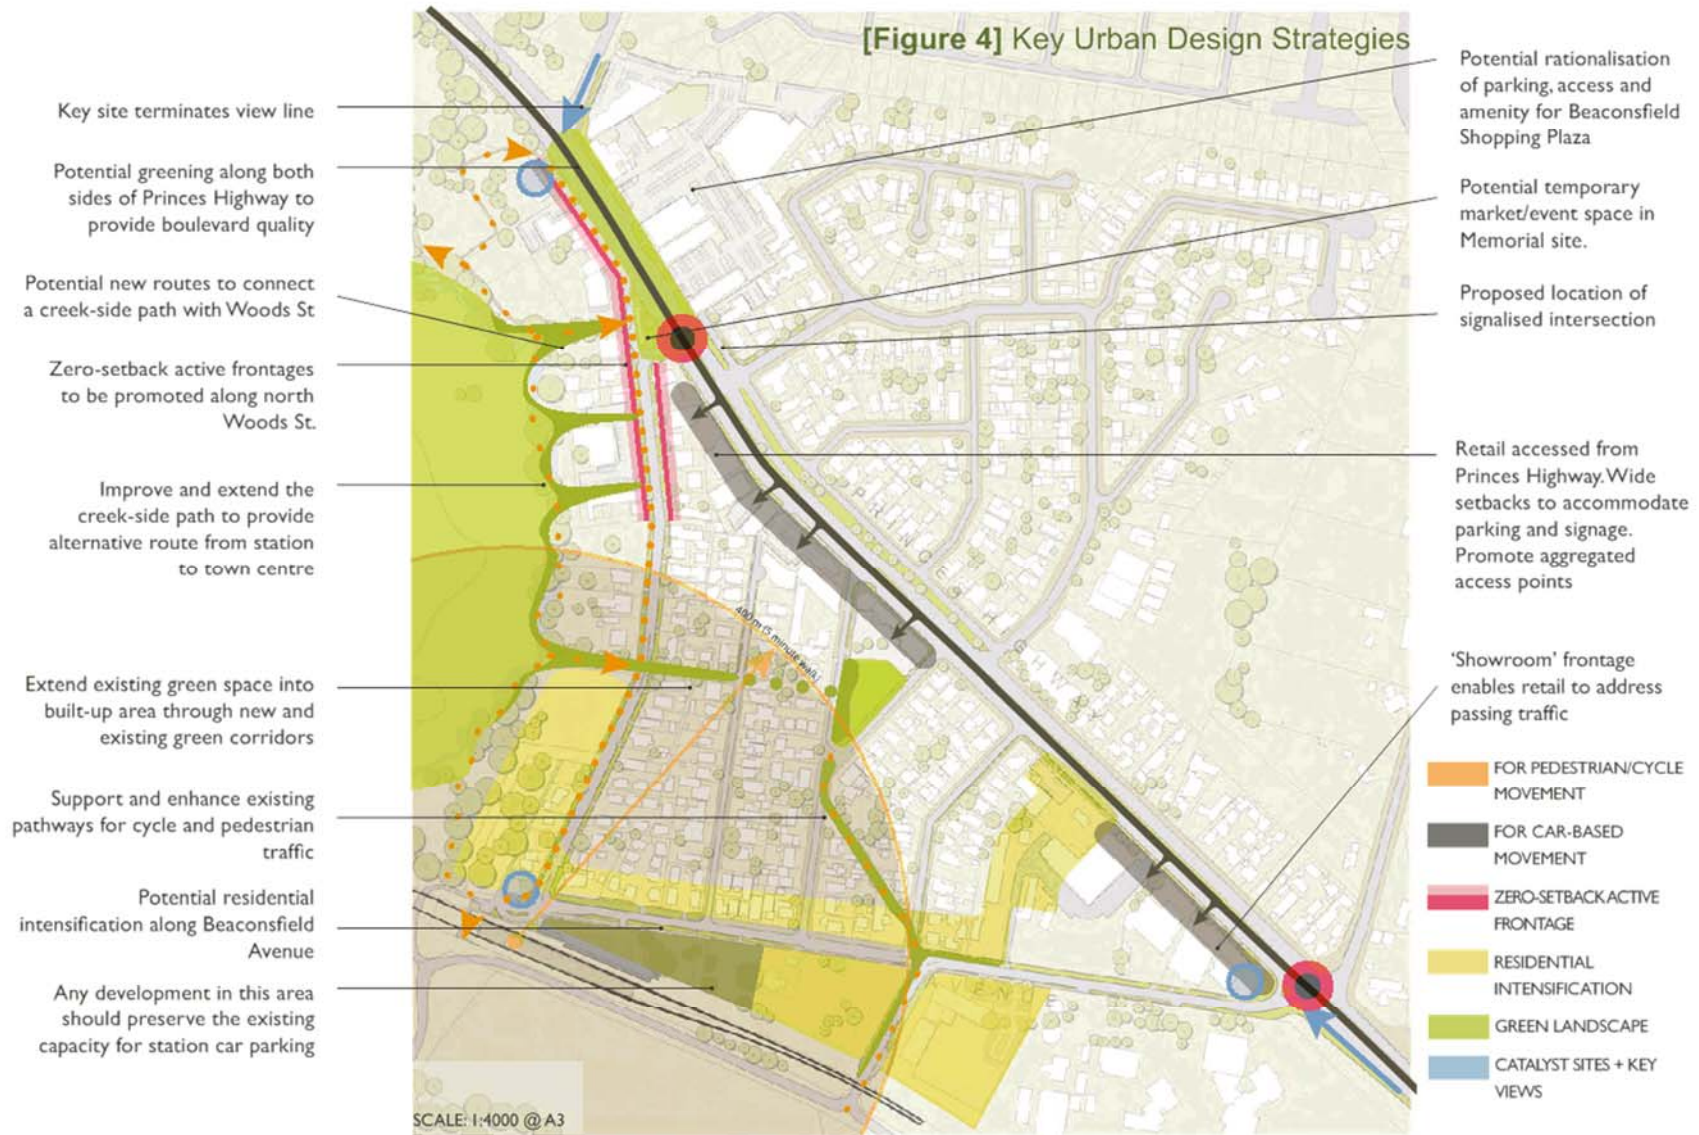 [Figure 4] Key Urban Design Strategies
Key site terminates view line
Potential greening along both
sides of Princes Highway to
provide boulevard quality
Potential new routes to connect
a creek-side path with Woods St
Zero-setback active frontages
to be promoted along north
Woods St.
Improve and extend the
creek-side path to provide
alternative route from station
to town centre
Extend existing green space into
built-up area through new and
existing green corridors
Support and enhance existing
pathways for cycle and pedestrian
traffic
Potential residential
intensification along Beaconsfield
Avenue
Any development in this area
should preserve the existing
capacity for station car parking
Potential rationalisation
of parking, access and
amenity for Beaconsfield
Shopping Plaza
Potential temporary
market/event space in
Memorial site.
Proposed location of
signalised intersection
Retail accessed from
Princes Highway. Wide
setbacks to accommodate
parking and signage.
Promote aggregated
access points
'Showroom' frontage
enables retail to address
passing traffic
FOR PEDESTRIAN/CYCLE
MOVEMENT
FOR CAR-BASED
MOVEMENT
ZERO-SETBACK ACTIVE
FRONTAGE
RESIDENTIAL
INTENSIFICATION
GREEN LANDSCAPE
CATALYST SITES + KEY
VIEWS
400m (5 minute walk)
AVENUE
SCALE: 1:4000 @ A3